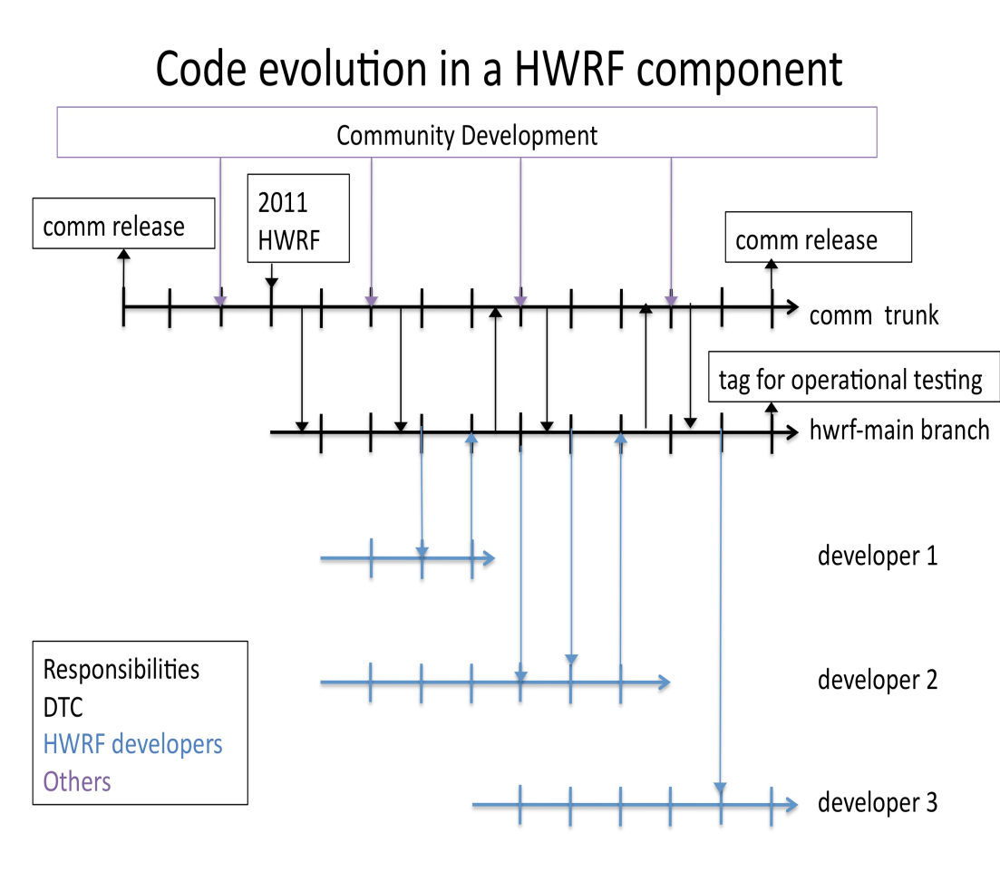 Code evolution in a HWRF component
Community Development
2011
HWRF
comm release
comm release
comm trunk
tag for operational testing
hwrf-main branch
developer 1
developer 2
developer 3
Responsibilities
DTC
HWRF developers
Others